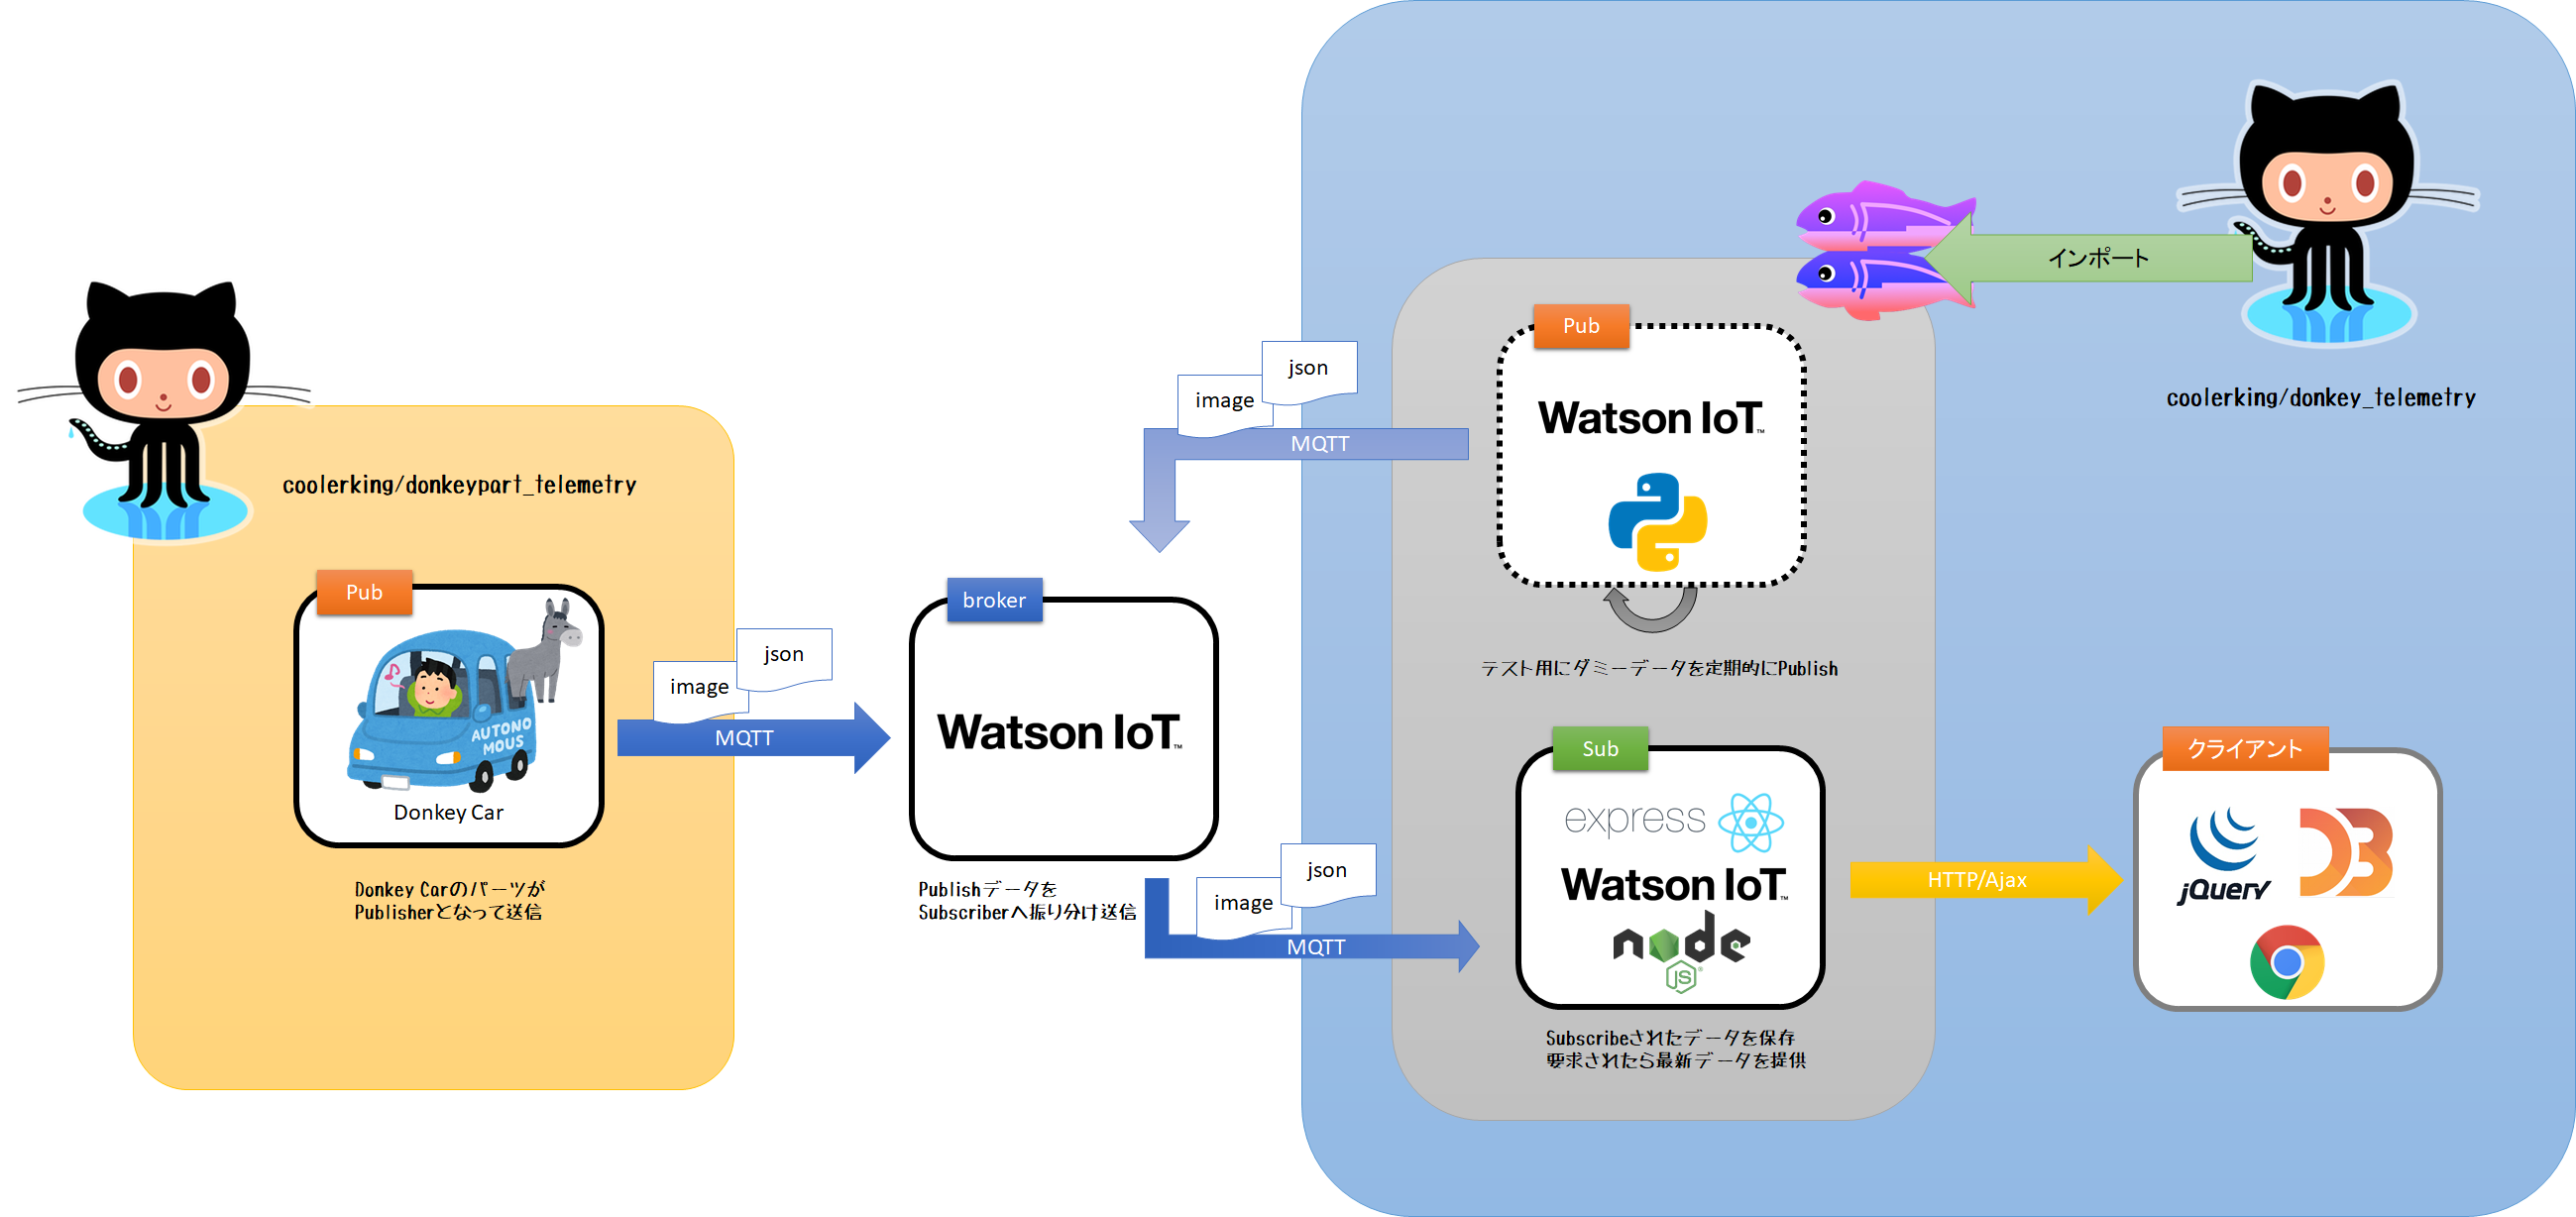 coolerking/donkeypart_telemetry
Pub
AUTONO
MOUS
Donkey Car
Donkey Carのパーツが
Publisherとなって送信
image
json
MQTT
broker
Watson IoT™
Publishデータを
Subscriberへ振り分け送信
image
json
MQTT
image
json
MQTT
インポート
coolerking/donkey_telemetry
Pub
Watson IoT™
テスト用にダミーデータを定期的にPublish
Sub
express
Watson IoT™
node
JS®
Subscribeされたデータを保存
要求されたら最新データを提供
HTTP/Ajax
クライアント
jQuery
D3